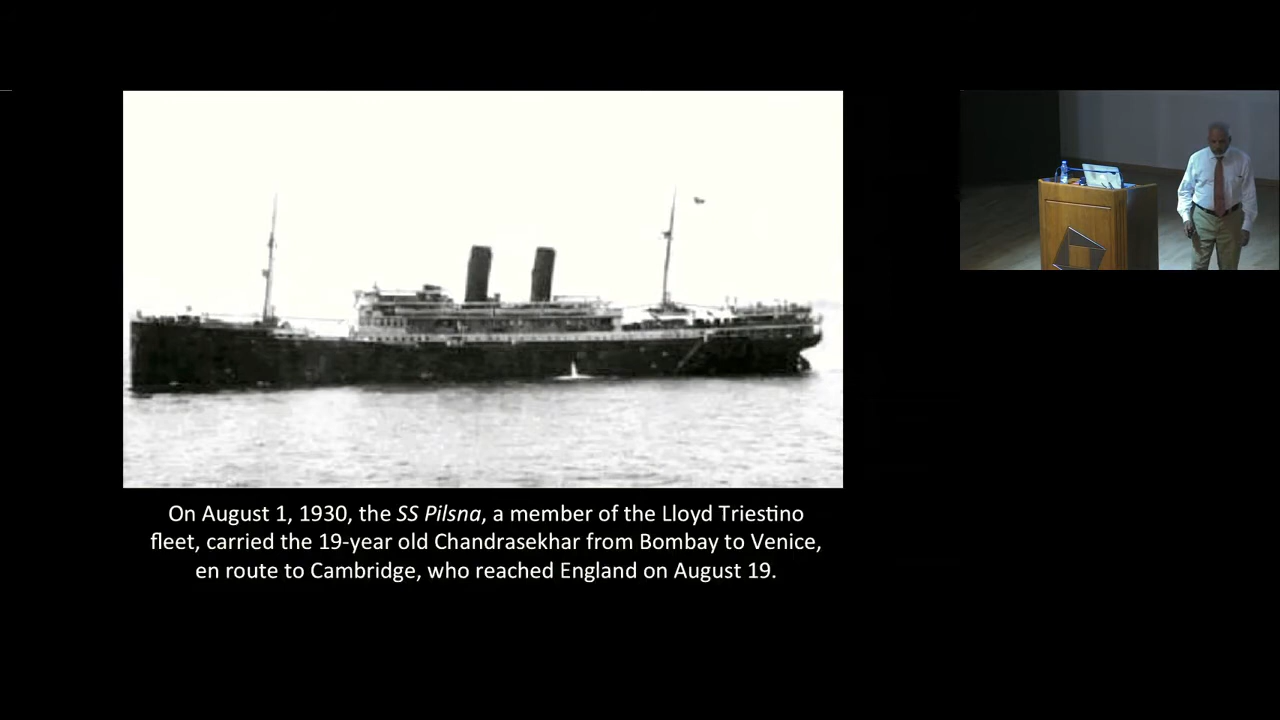 On August 1, 1930, the SS Pilsna, a member of the Lloyd Triestino
fleet, carried the 19-year old Chandrasekhar from Bombay to Venice,
en route to Cambridge, who reached England on August 19.